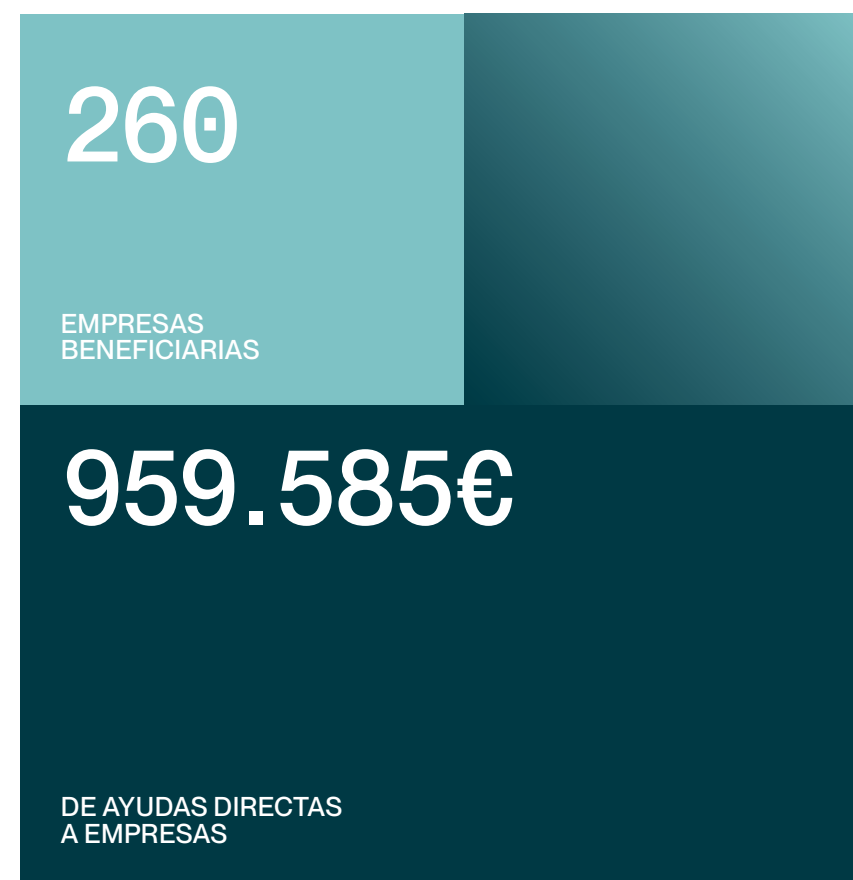 260
EMPRESAS
BENEFICIARIAS
959.585€
DE AYUDAS DIRECTAS
A EMPRESAS